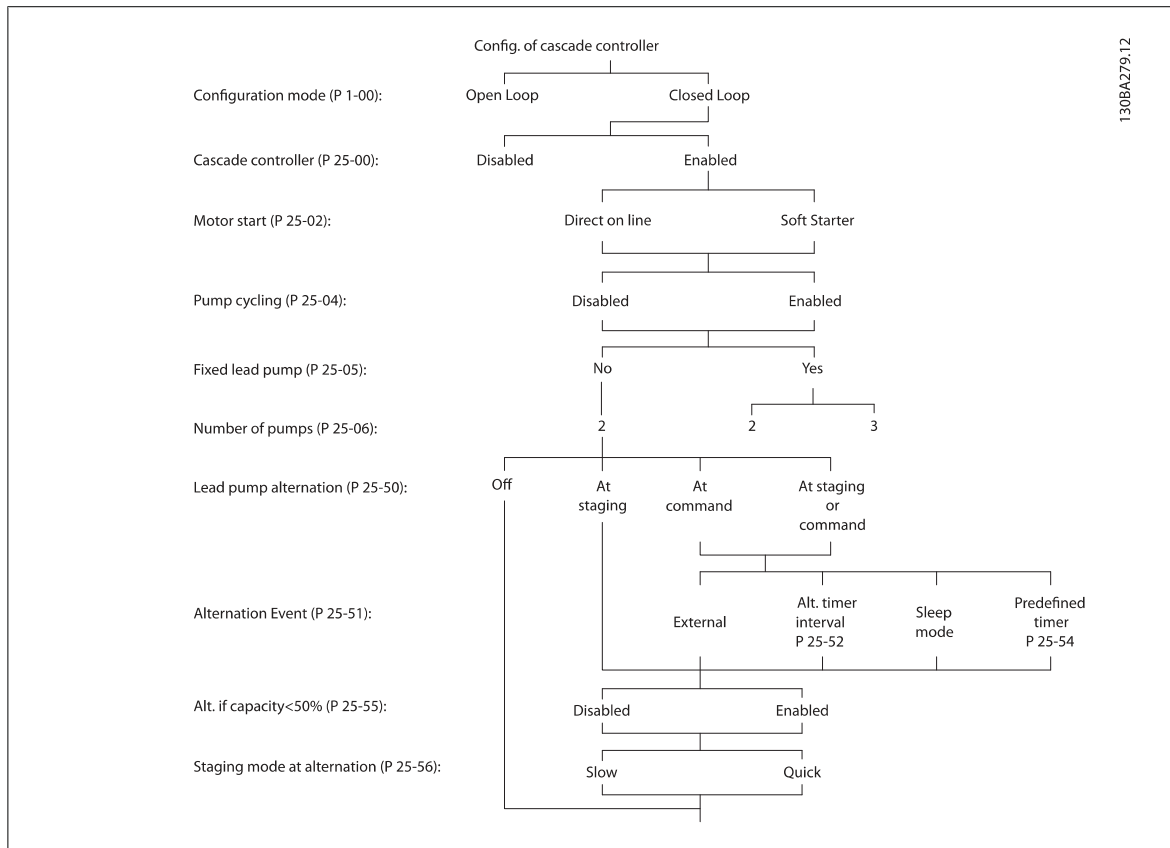 130BA279.12
Config. of cascade controller
Configuration mode (P 1-00): Open Loop Closed Loop
Cascade controller (P 25-00): Disabled Enabled
Motor start (P 25-02): Direct on line Soft Starter
Pump cycling (P 25-04): Disabled Enabled
Fixed lead pump (P 25-05): No Yes
Number of pumps (P 25-06): 2 2 3
Lead pump alternation (P 25-50): Off
At
staging
At
command
At staging
or
command
Alternation Event (P 25-51): External
Alt. timer
interval
P 25-52
Sleep
mode
Predefined
timer
P 25-54
Alt. if capacity<50% (P 25-55): Disabled Enabled
Staging mode at alternation (P 25-56): Slow Quick